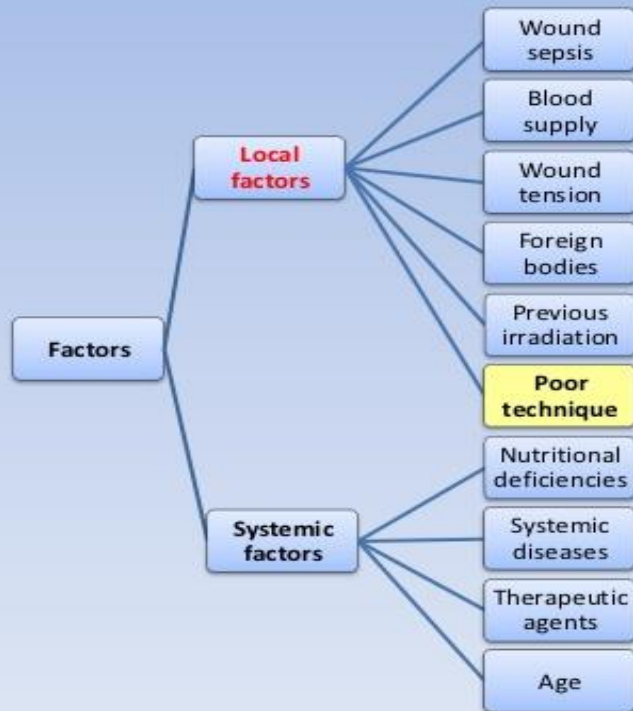 Wound
sepsis
Blood
supply
Local
factors
Wound
tension
Foreign
bodies
Previous
irradiation
Factors
Poor
technique
Nutritional
deficiencies
Systemic
factors
Systemic
diseases
Therapeutic
agents
Age